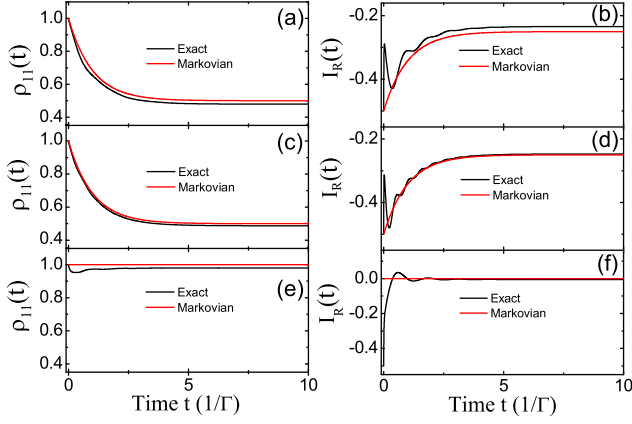 (a)
1.0
0.8
0.6
0.4
ρ11(t)
Exact
Markovian
(b)
-0.2
-0.4
IR(t)
Exact
Markovian
(c)
1.0
0.8
0.6
0.4
ρ11(t)
Exact
Markovian
(d)
-0.2
-0.4
IR(t)
Exact
Markovian
(e)
1.0
0.8
0.6
0.4
ρ11(t)
Exact
Markovian
0 5 10
Time t (1/Γ)
(f)
0.0
-0.2
-0.4
IR(t)
Exact
Markovian
0 5 10
Time t (1/Γ)